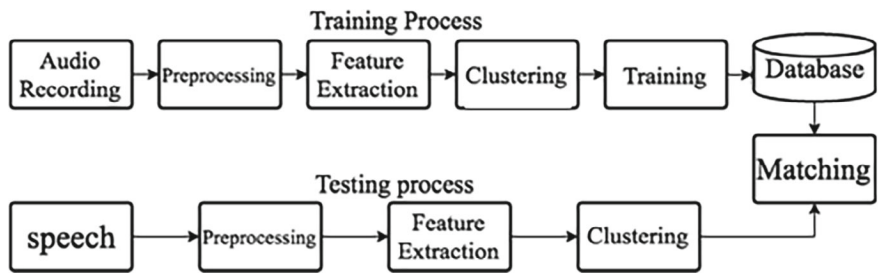 Training Process
Audio
Recording
Preprocessing
Feature
Extraction
Clustering
Training
Database
Matching
Testing process
speech
Preprocessing
Feature
Extraction
Clustering